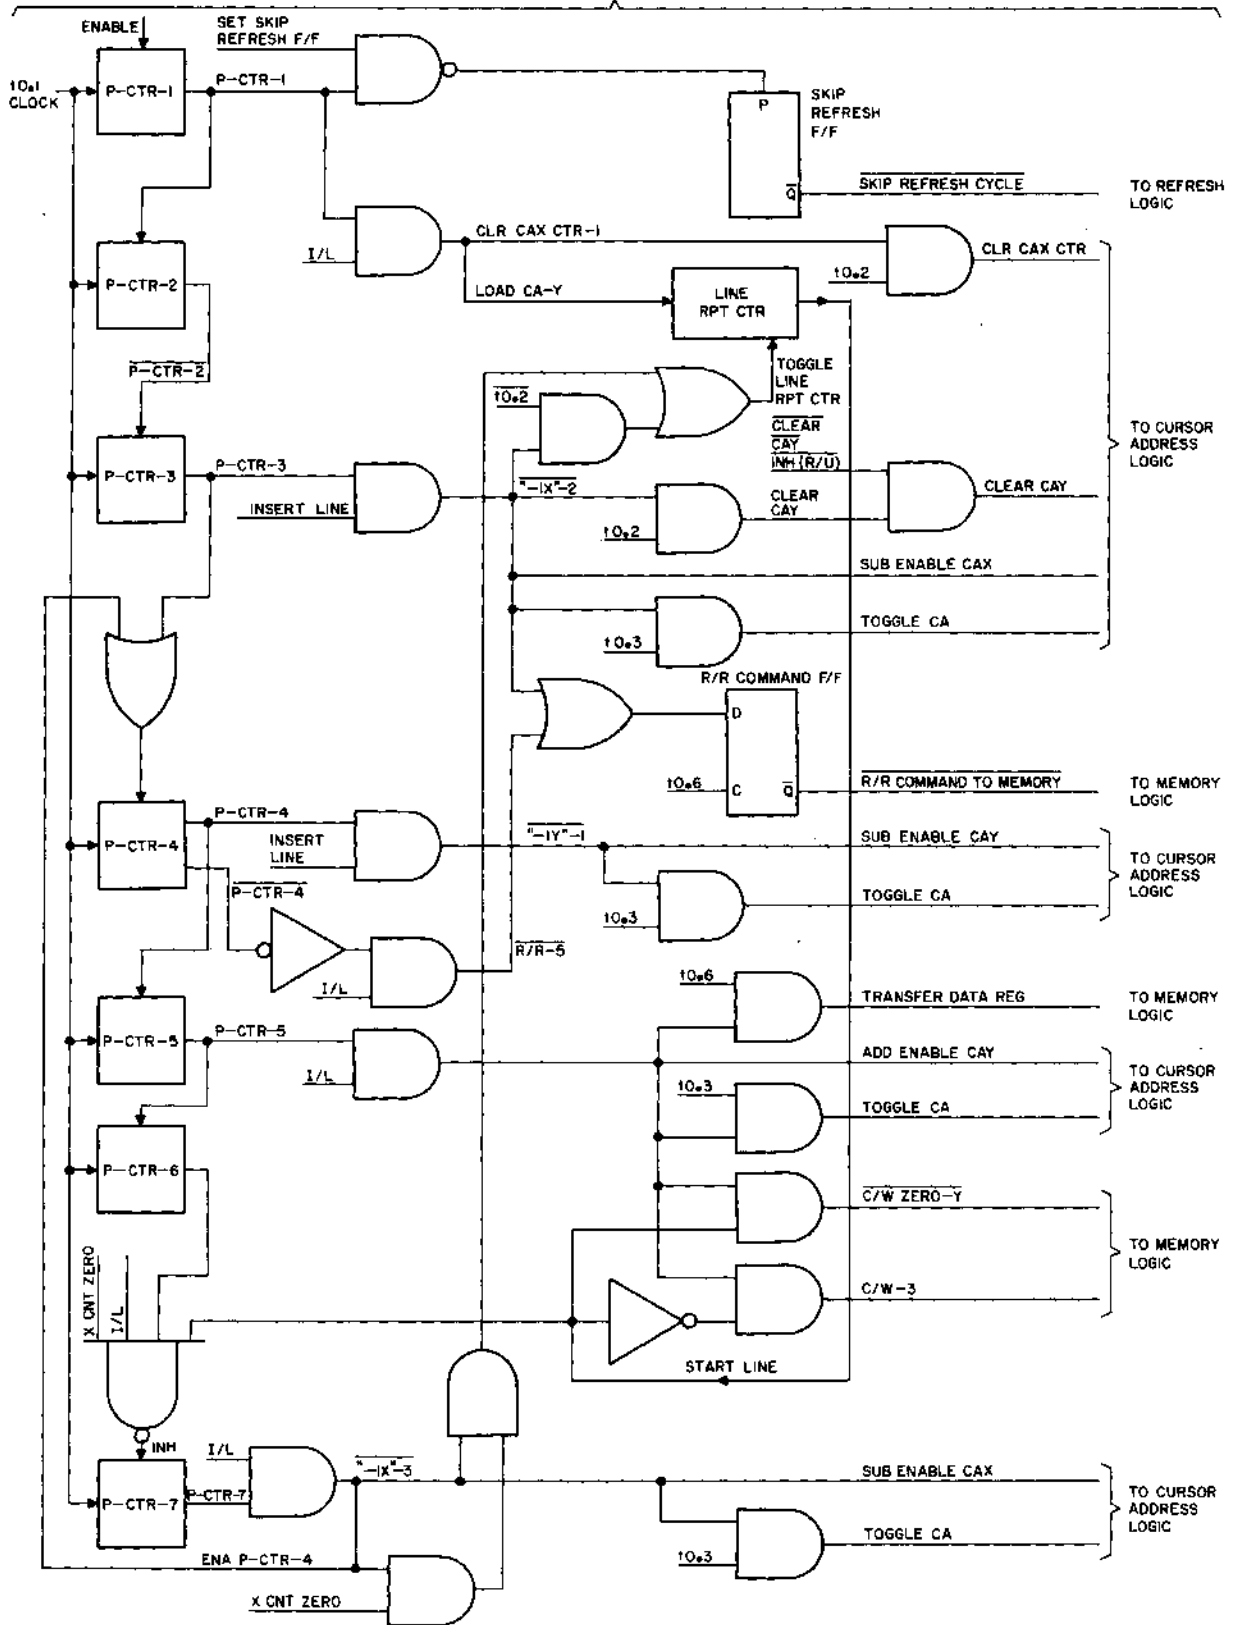 ENABLE
SET SKIP
REFRESH F/F
t0.1
CLOCK
P-CTR-1
P-CTR-1
P
SKIP
REFRESH
F/F
Q
SKIP REFRESH CYCLE
TO REFRESH
LOGIC
I/L
CLR CAX CTR-1
CLR CAX CTR
t0.2
P-CTR-2
LOAD CA-Y
LINE
RPT CTR
P-CTR-2
TOGGLE
LINE
RPT CTR
t0.2
CLEAR
CAY
INH (R/U)
TO CURSOR
ADDRESS
LOGIC
P-CTR-3
P-CTR-3
INSERT LINE
"-1X"-2
CLEAR
CAY
CLEAR CAY
t0.2
SUB ENABLE CAX
TOGGLE CA
t0.3
R/R COMMAND F/F
D
t0.6
C
Q
R/R COMMAND TO MEMORY
TO MEMORY
LOGIC
P-CTR-4
P-CTR-4
INSERT
LINE
"-1Y"-1
SUB ENABLE CAY
TO CURSOR
ADDRESS
LOGIC
P-CTR-4
t0.3
TOGGLE CA
I/L
R/R-5
t0.6
TRANSFER DATA REG
TO MEMORY
LOGIC
P-CTR-5
P-CTR-5
I/L
ADD ENABLE CAY
TO CURSOR
ADDRESS
LOGIC
t0.3
TOGGLE CA
P-CTR-6
C/W ZERO-Y
TO MEMORY
LOGIC
X CNT ZERO
I/L
C/W-3
START LINE
INH
I/L
"-1X"-3
SUB ENABLE CAX
P-CTR-7
P-CTR-7
TO CURSOR
ADDRESS
LOGIC
TOGGLE CA
t0.3
ENA P-CTR-4
X CNT ZERO